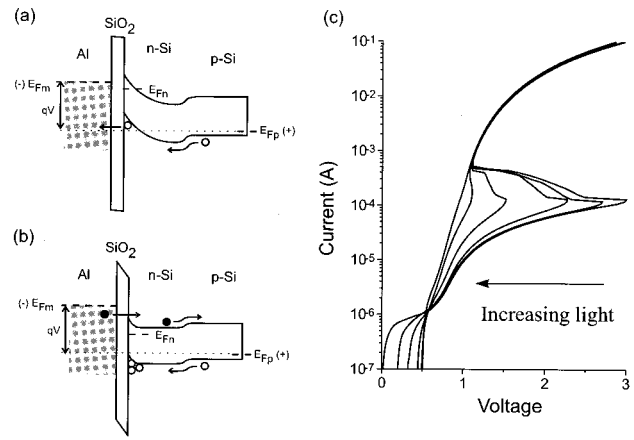 (a)
SiO2
Al n-Si p-Si
(-) EFm
EFn
qV
EFp (+)
(b)
SiO2
Al n-Si p-Si
(-) EFm
qV
EFn
EFp (+)
(c)
Current (A)
10-1
10-2
10-3
10-4
10-5
10-6
10-7
Increasing light
0 1 2 3
Voltage